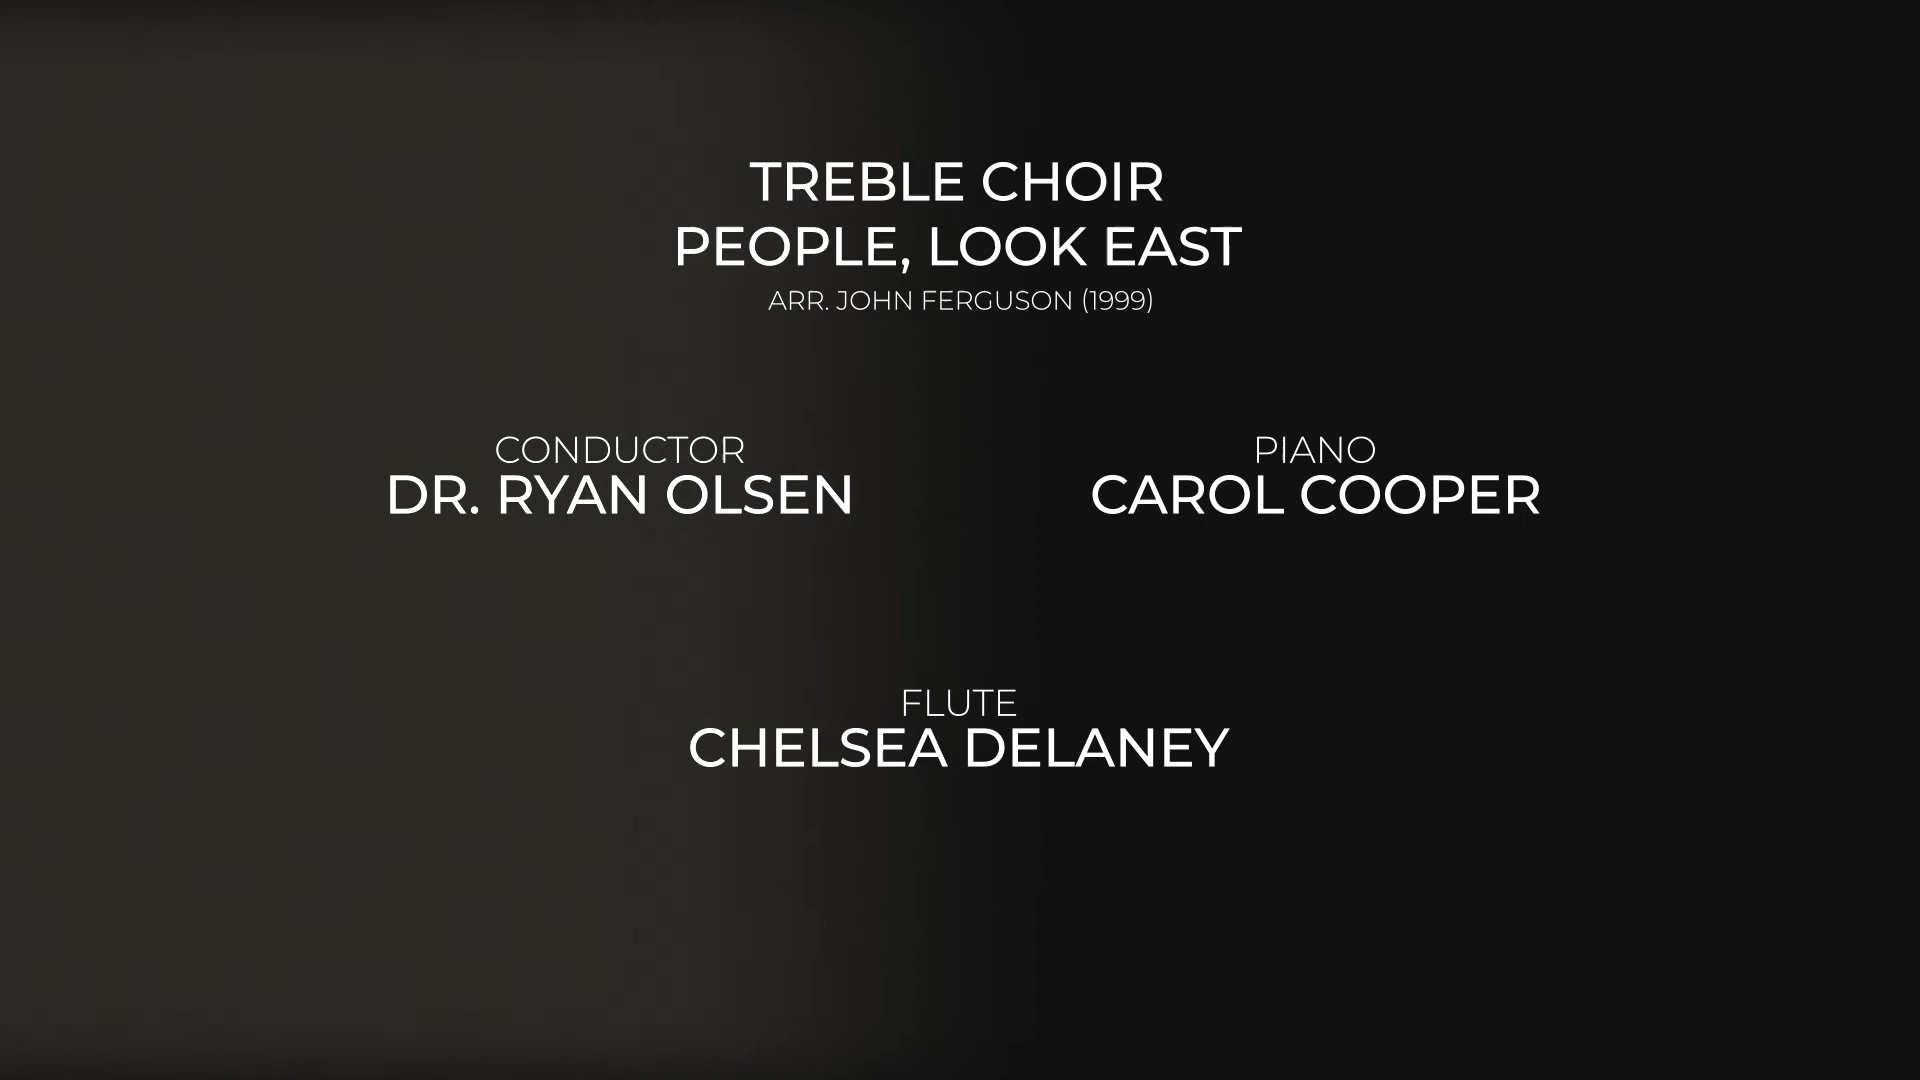 TREBLE CHOIR
PEOPLE, LOOK EAST
ARR. JOHN FERGUSON (1999)
CONDUCTOR
DR. RYAN OLSEN
PIANO
CAROL COOPER
FLUTE
CHELSEA DELANEY